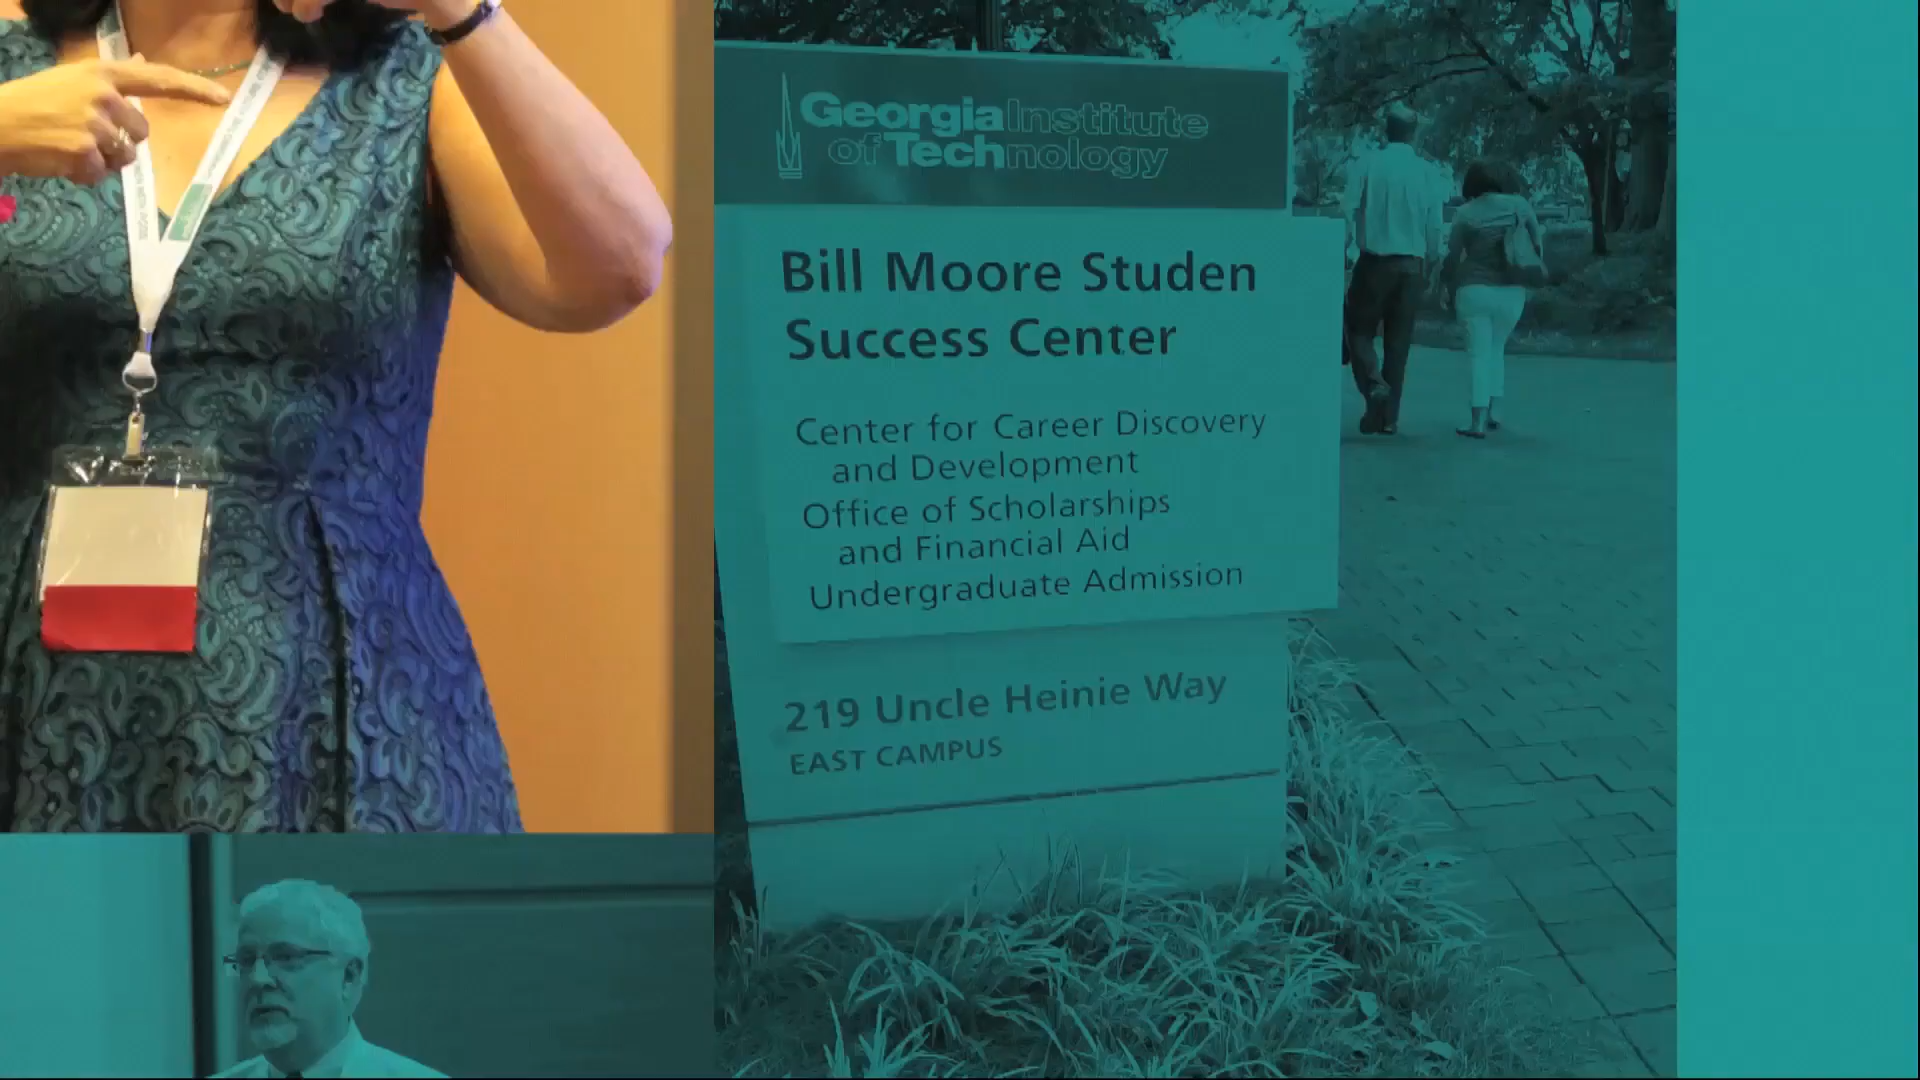 Georgia Institute
of Technology
Bill Moore Studen
Success Center
Center for Career Discovery
and Development
Office of Scholarships
and Financial Aid
Undergraduate Admission
219 Uncle Heinie Way
EAST CAMPUS